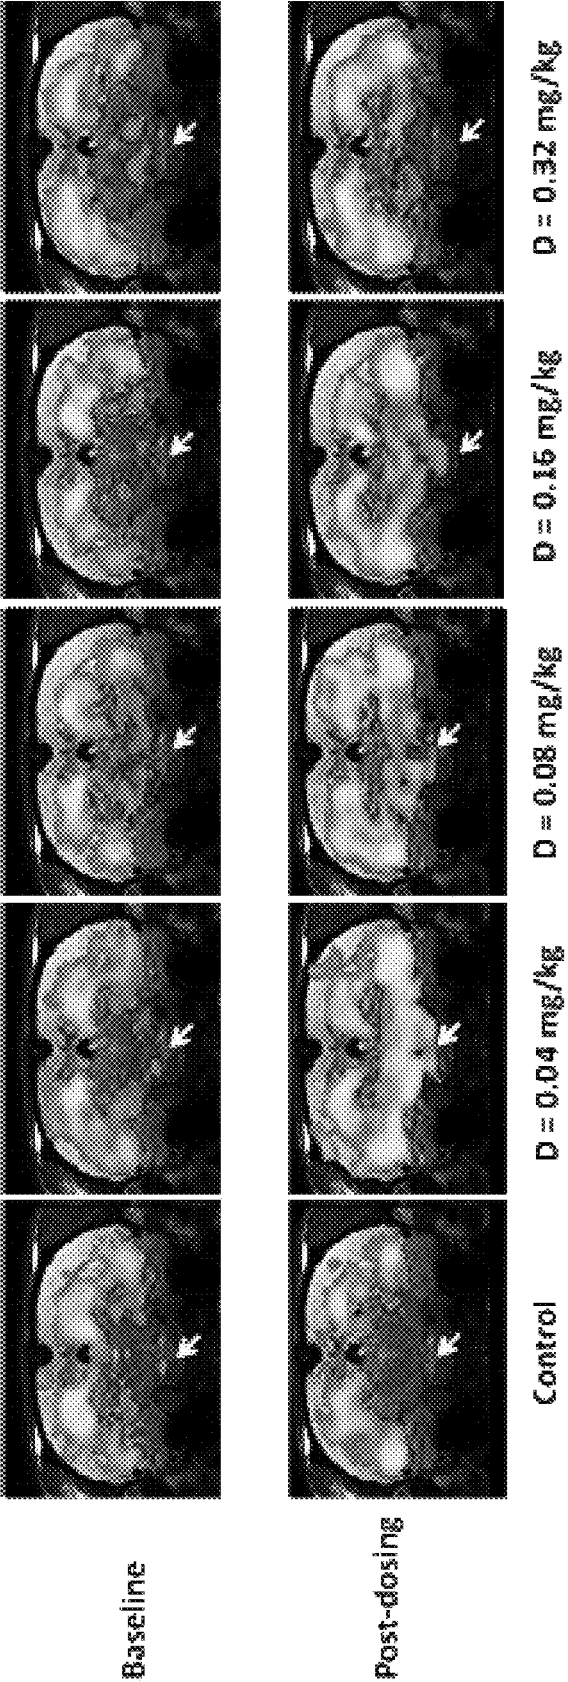 Baseline
Post-dosing
Control
D = 0.04 mg/kg
D = 0.08 mg/kg
D = 0.16 mg/kg
D = 0.32 mg/kg